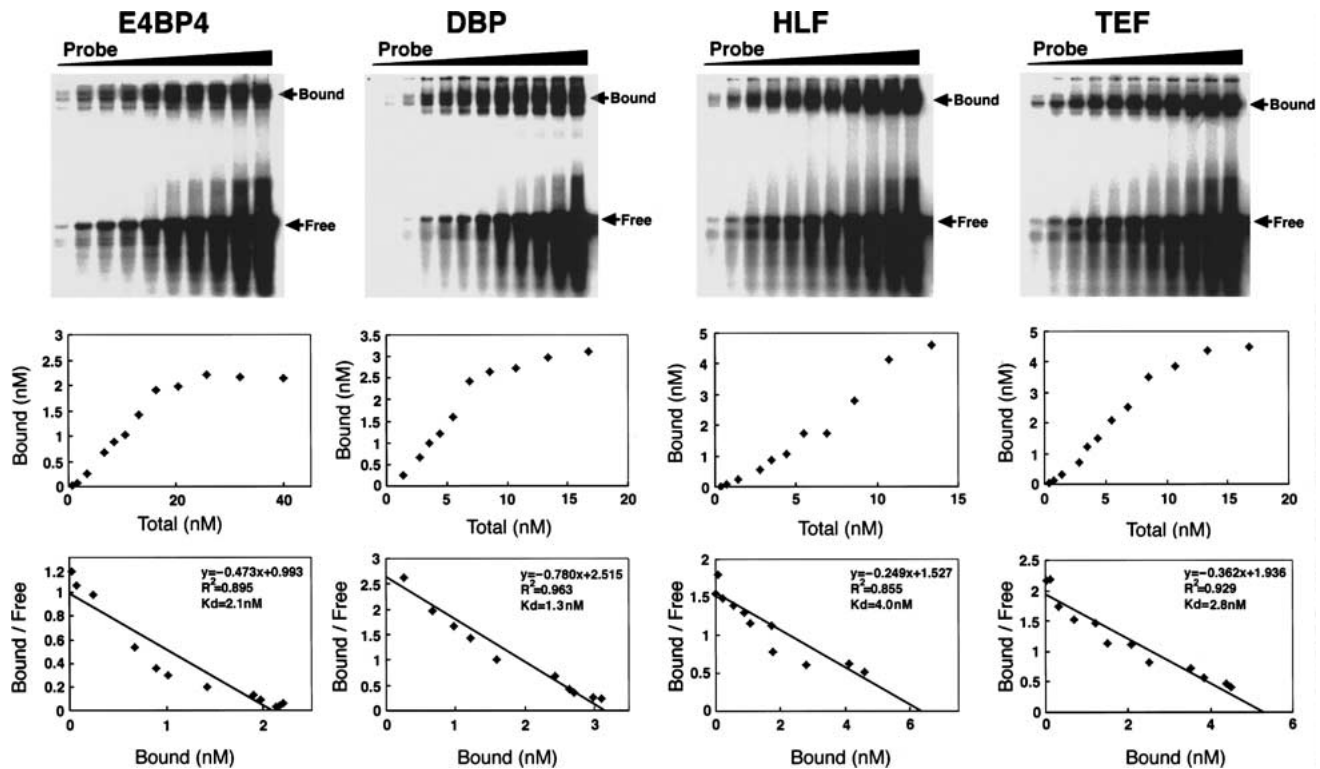 E4BP4
DBP
HLF
TEF
Probe
Probe
Probe
Probe
Bound
Bound
Bound
Bound
Free
Free
Free
Free
Bound (nM)
3
2.5
2
1.5
1
0.5
0
0
20
40
Total (nM)
Bound (nM)
3.5
3
2.5
2
1.5
1
0.5
0
0
5
10
15
20
Total (nM)
Bound (nM)
5
4
3
2
1
0
0
5
10
15
Total (nM)
Bound (nM)
5
4
3
2
1
0
0
5
10
15
20
Total (nM)
Bound / Free
1.2
1
0.8
0.6
0.4
0.2
0
y=−0.473x+0.993
R²=0.895
Kd=2.1nM
0
1
2
Bound (nM)
Bound / Free
3
2.5
2
1.5
1
0.5
0
y=−0.780x+2.515
R²=0.963
Kd=1.3nM
0
1
2
3
Bound (nM)
Bound / Free
2
1.5
1
0.5
0
y=−0.249x+1.527
R²=0.855
Kd=4.0nM
0
2
4
6
Bound (nM)
Bound / Free
2.5
2
1.5
1
0.5
0
y=−0.362x+1.936
R²=0.929
Kd=2.8nM
0
2
4
6
Bound (nM)